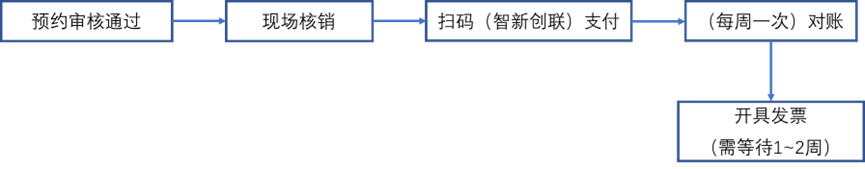 预约审核通过
现场核销
扫码（智新创联）支付
（每周一次）对账
开具发票
（需等待1~2周）